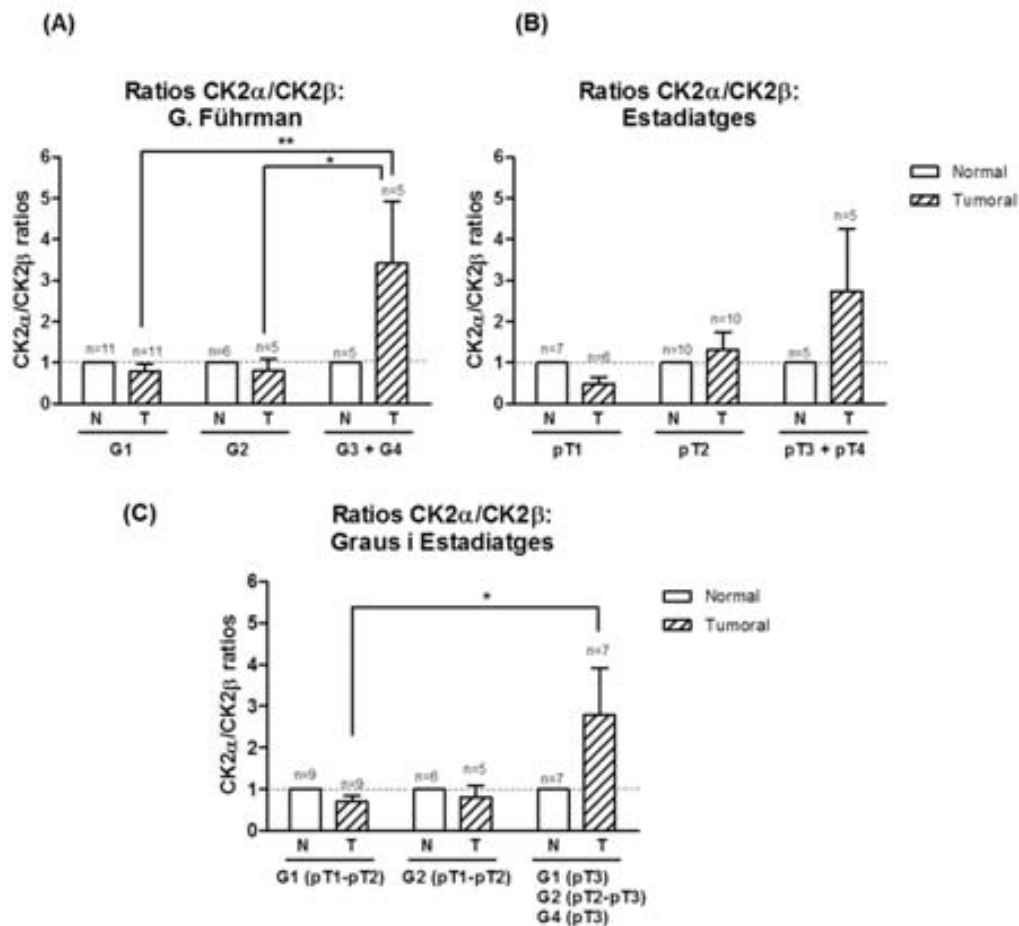 (A)
Ratios CK2α/CK2β:
G. Führman
CK2α/CK2β ratios
6
5
4
3
2
1
0
**
*
n=11
n=11
n=6
n=5
n=5
n=5
N T N T N T
G1 G2 G3 + G4
(B)
Ratios CK2α/CK2β:
Estadiatges
CK2α/CK2β ratios
6
5
4
3
2
1
0
n=7
n=6
n=10
n=10
n=5
n=5
N T N T N T
pT1 pT2 pT3 + pT4
Normal
Tumoral
(C)
Ratios CK2α/CK2β:
Graus i Estadiatges
CK2α/CK2β ratios
6
5
4
3
2
1
0
*
n=9
n=9
n=6
n=5
n=7
n=7
N T N T N T
G1 (pT1-pT2) G2 (pT1-pT2) G1 (pT3)
G2 (pT2-pT3)
G4 (pT3)
Normal
Tumoral